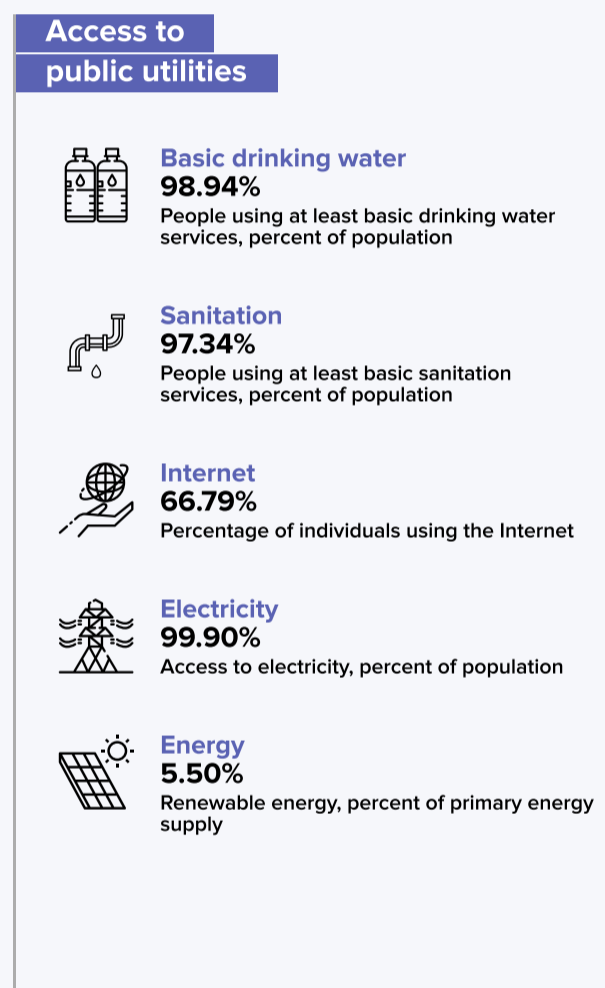 Access to
public utilities
Basic drinking water
98.94%
People using at least basic drinking water
services, percent of population
Sanitation
97.34%
People using at least basic sanitation
services, percent of population
Internet
66.79%
Percentage of individuals using the Internet
Electricity
99.90%
Access to electricity, percent of population
Energy
5.50%
Renewable energy, percent of primary energy
supply